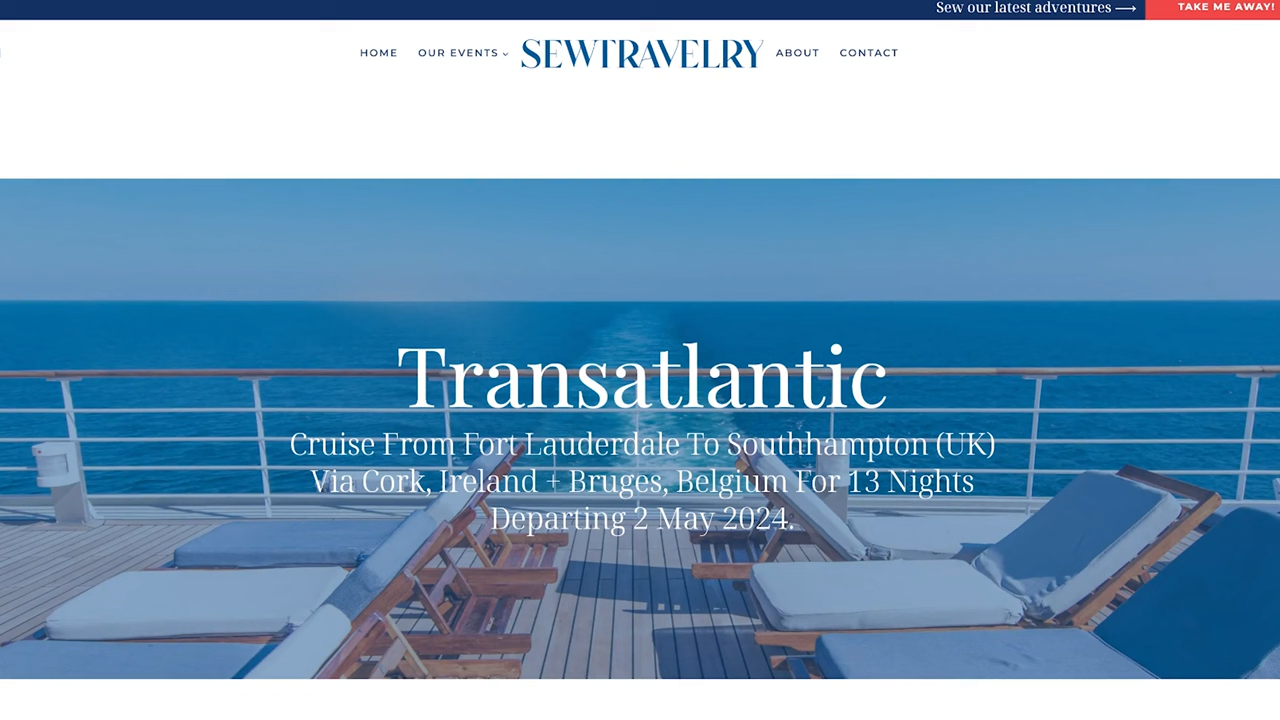 Sew our latest adventures ⟶ TAKE ME AWAY!
HOME OUR EVENTS SEWTRAVELRY ABOUT CONTACT
Transatlantic
Cruise From Fort Lauderdale To Southhampton (UK)
Via Cork, Ireland + Bruges, Belgium For 13 Nights
Departing 2 May 2024.